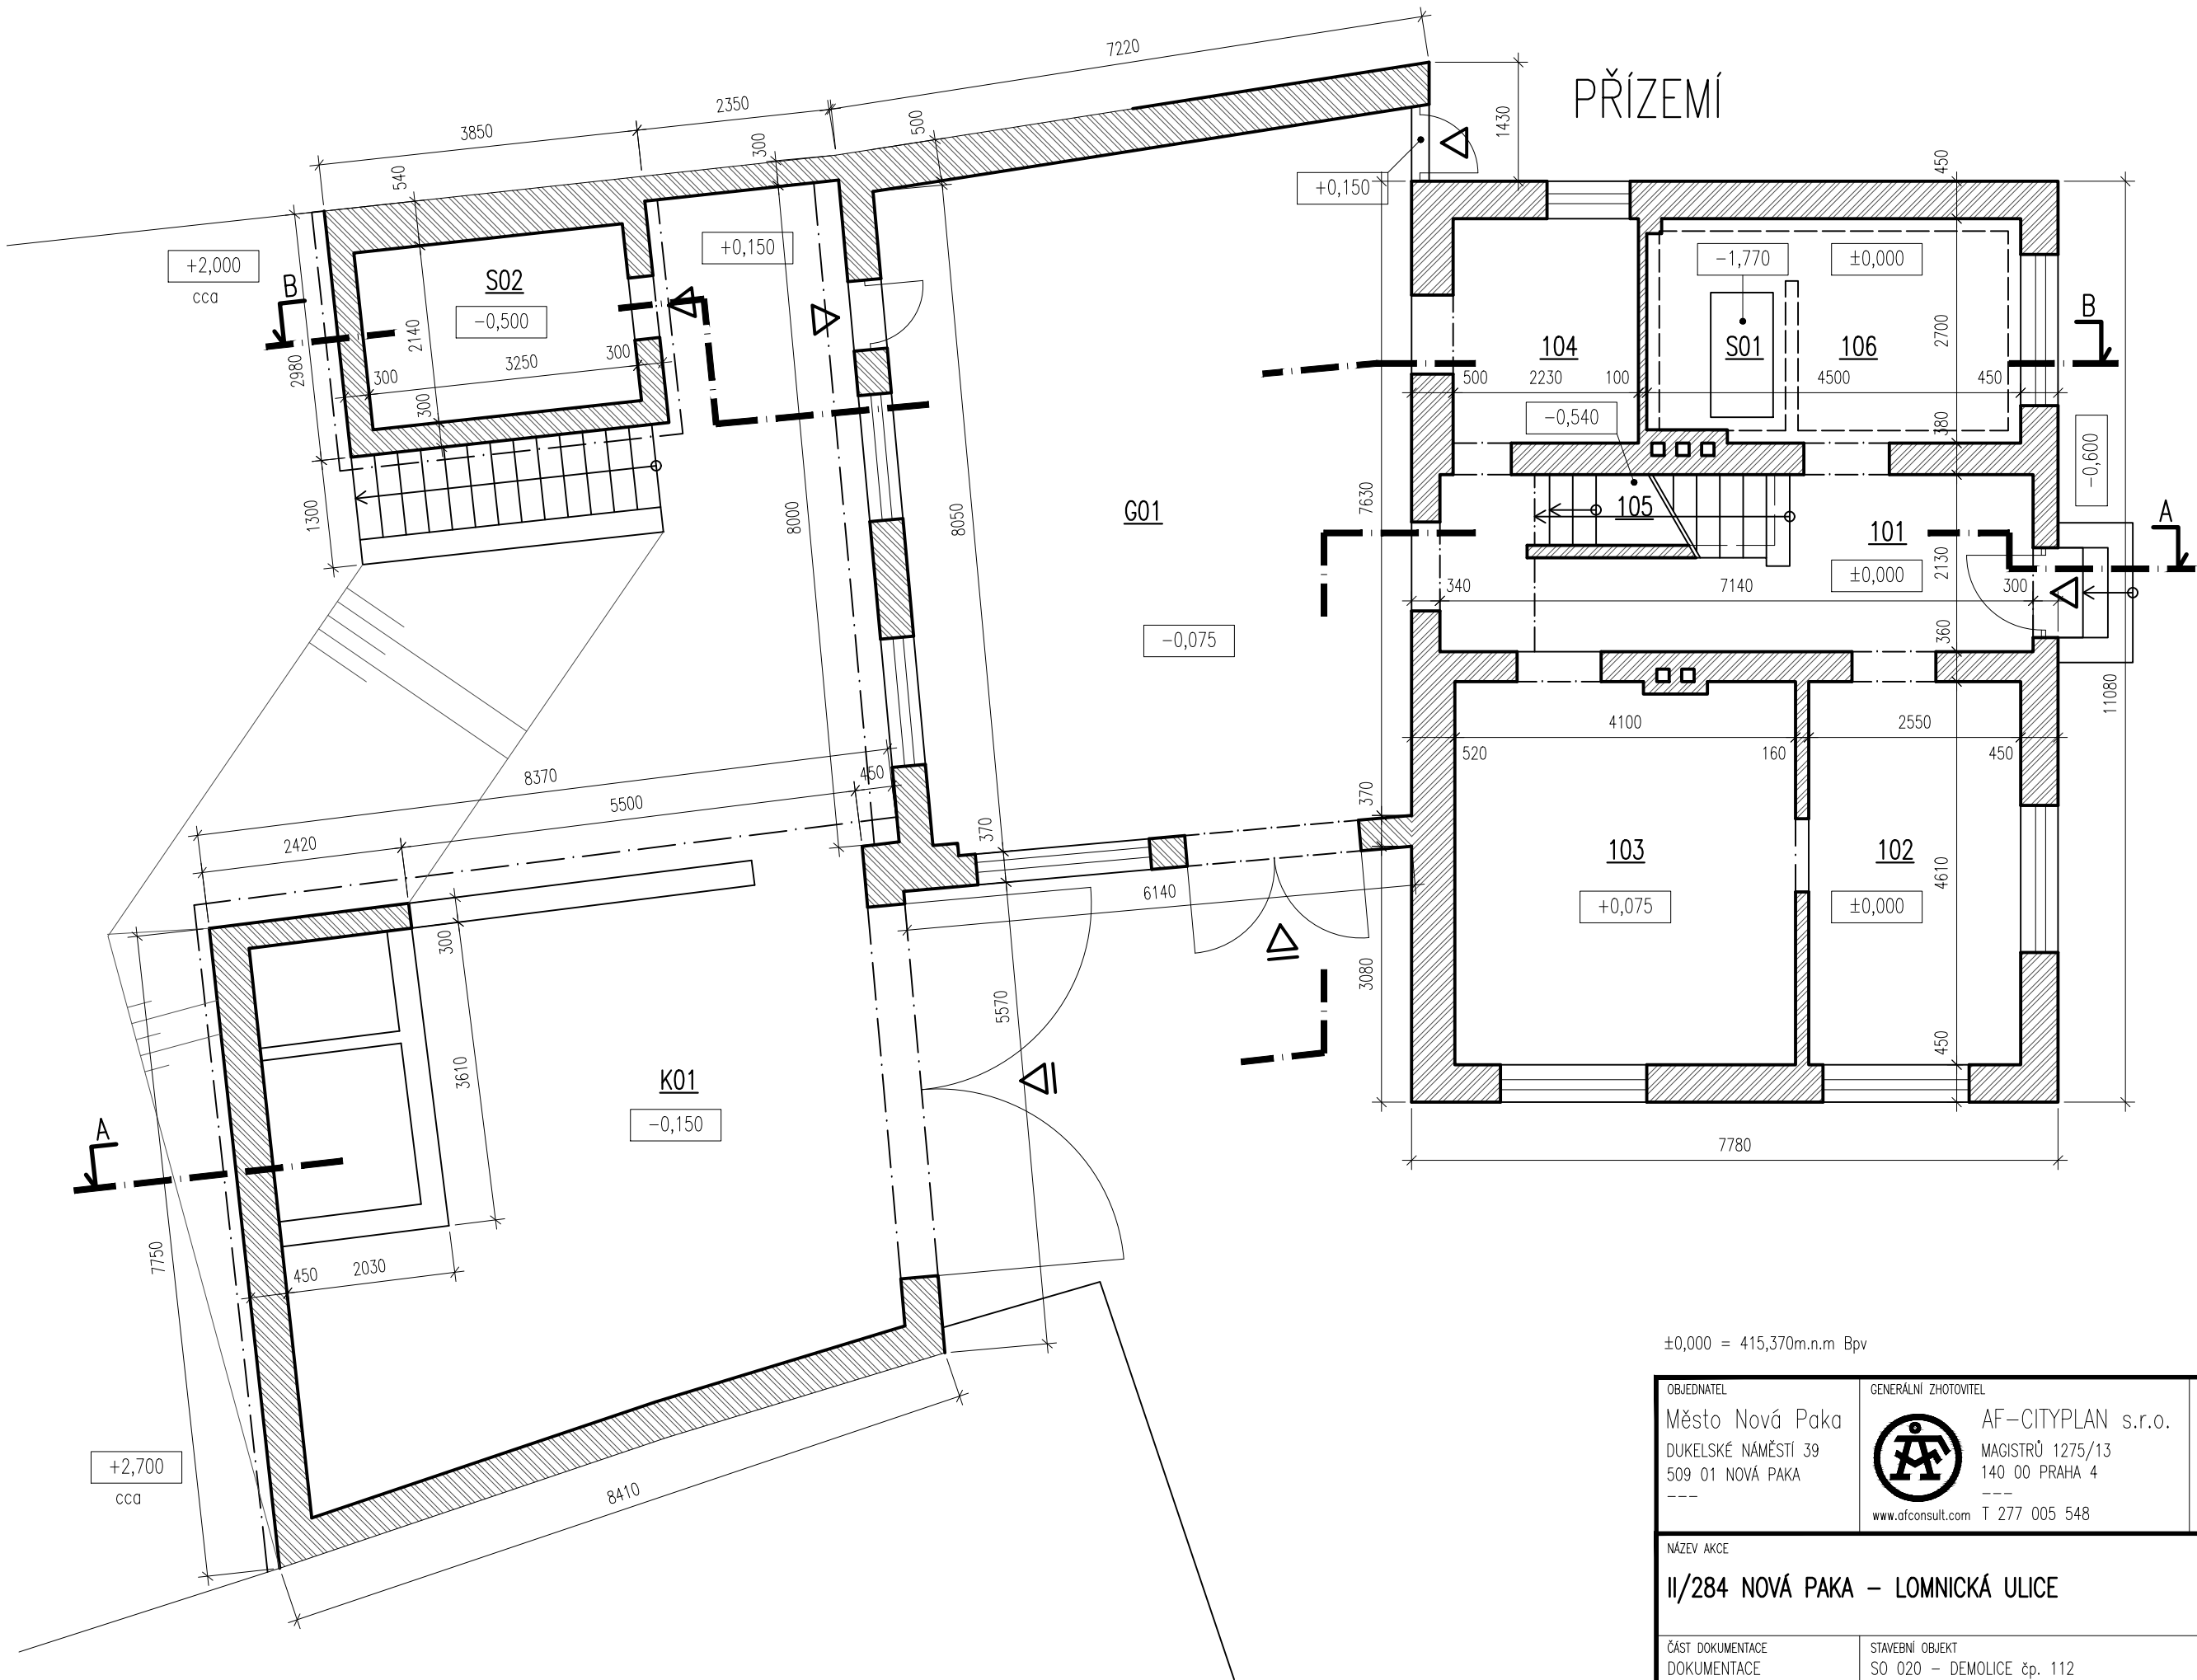 PŘÍZEMÍ
7220
2350
3850
300
500
540
1430
450
+0,150
+0,150
+2,000
cca
B
S02
-0,500
2980
2140
3250
300
300
300
1300
-1,770
±0,000
104
S01
106
2700
B
500
2230
100
4500
450
-0,540
380
-0,600
A
G01
8000
8050
7630
105
101
±0,000
2130
340
7140
300
-0,075
360
11080
4100
2550
520
160
450
8370
450
5500
2420
370
370
103
102
4610
+0,075
±0,000
6140
3080
300
5570
3610
450
K01
-0,150
A
7780
7750
450
2030
8410
+2,700
cca
±0,000 = 415,370m.n.m Bpv
OBJEDNATEL
Město Nová Paka
DUKELSKÉ NÁMĚSTÍ 39
509 01 NOVÁ PAKA
---
GENERÁLNÍ ZHOTOVITEL
ÅF
AF-CITYPLAN s.r.o.
MAGISTRŮ 1275/13
140 00 PRAHA 4
---
www.afconsult.com T 277 005 548
NÁZEV AKCE
II/284 NOVÁ PAKA - LOMNICKÁ ULICE
ČÁST DOKUMENTACE
DOKUMENTACE
STAVEBNÍ OBJEKT
SO 020 - DEMOLICE čp. 112